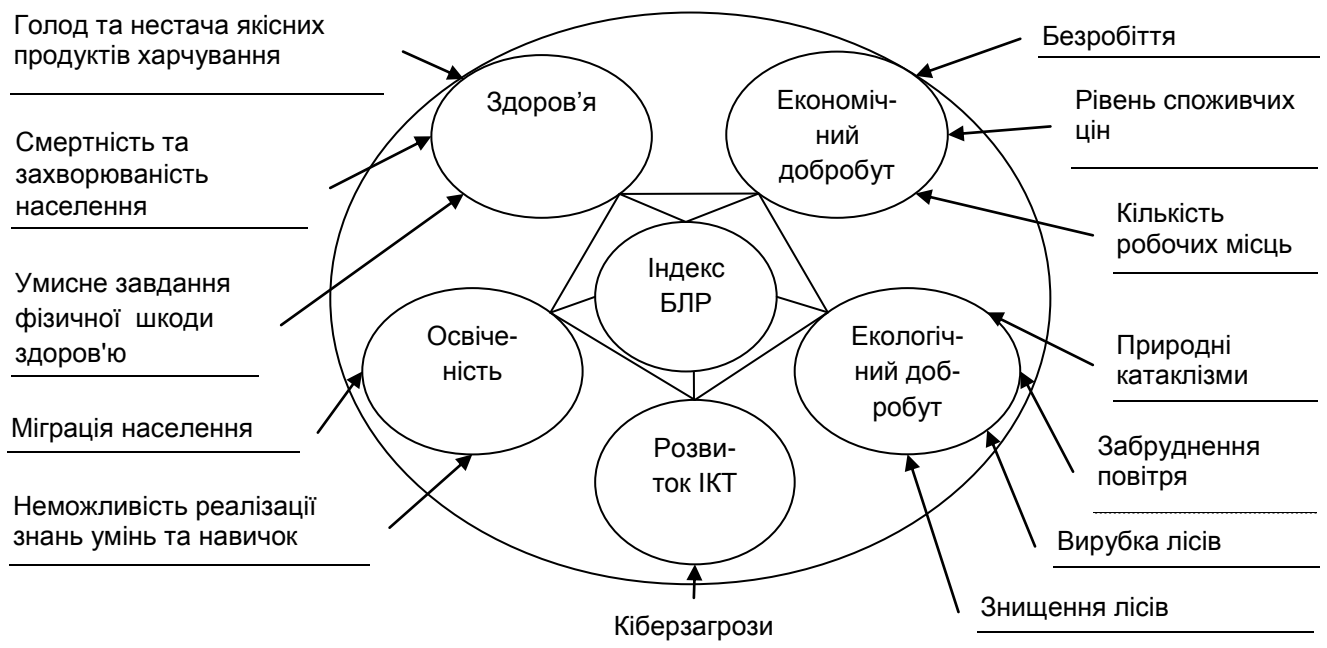 Голод та нестача якісних
продуктів харчування
Смертність та
захворюваність
населення
Умисне завдання
фізичної шкоди
здоров'ю
Міграція населення
Неможливість реалізації
знань умінь та навичок
Здоров’я
Економіч-
ний
добробут
Індекс
БЛР
Освіче-
ність
Екологіч-
ний доб-
робут
Розви-
ток ІКТ
Кіберзагрози
Безробіття
Рівень споживчих
цін
Кількість
робочих місць
Природні
катаклізми
Забруднення
повітря
Вирубка лісів
Знищення лісів